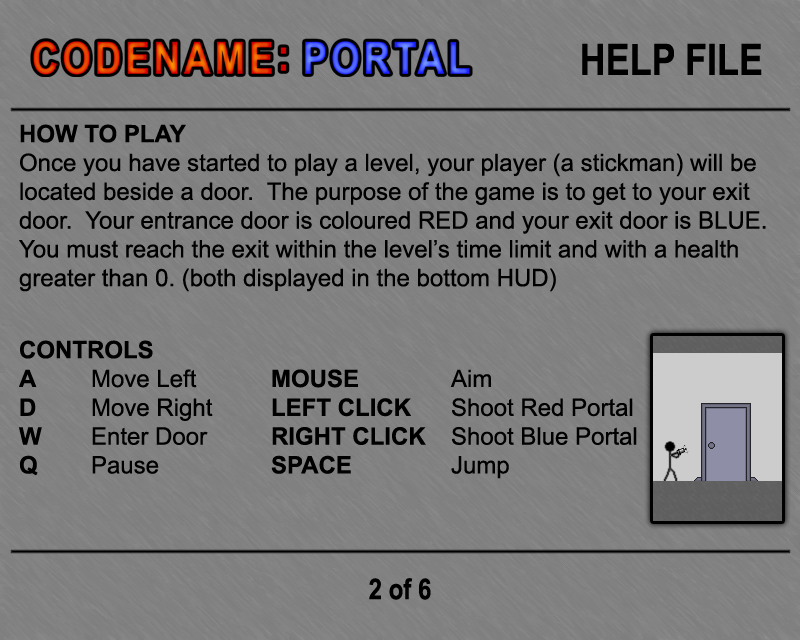 CODENAME: PORTAL
HELP FILE
HOW TO PLAY
Once you have started to play a level, your player (a stickman) will be
located beside a door.  The purpose of the game is to get to your exit
door.  Your entrance door is coloured RED and your exit door is BLUE.
You must reach the exit within the level's time limit and with a health
greater than 0. (both displayed in the bottom HUD)
CONTROLS
A Move Left MOUSE Aim
D Move Right LEFT CLICK Shoot Red Portal
W Enter Door RIGHT CLICK Shoot Blue Portal
Q Pause SPACE Jump
2 of 6